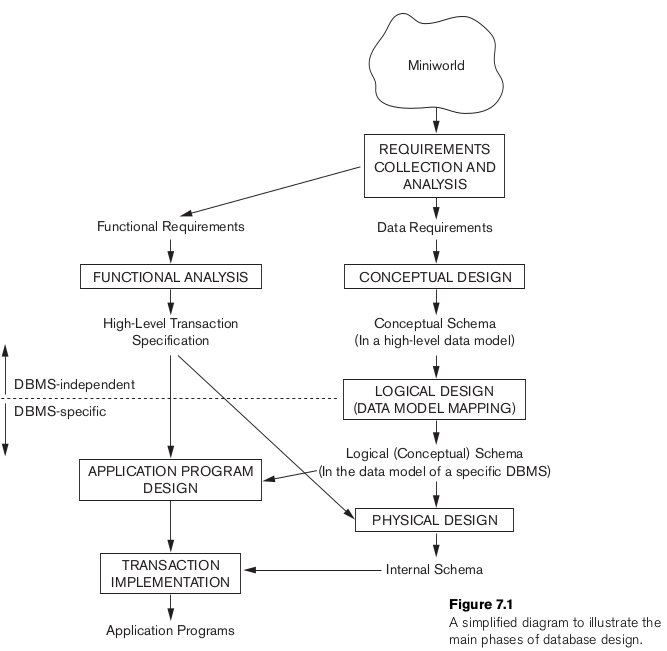 Miniworld
REQUIREMENTS
COLLECTION AND
ANALYSIS
Functional Requirements
Data Requirements
FUNCTIONAL ANALYSIS
CONCEPTUAL DESIGN
High-Level Transaction
Specification
Conceptual Schema
(In a high-level data model)
DBMS-independent
DBMS-specific
LOGICAL DESIGN
(DATA MODEL MAPPING)
Logical (Conceptual) Schema
(In the data model of a specific DBMS)
APPLICATION PROGRAM
DESIGN
PHYSICAL DESIGN
TRANSACTION
IMPLEMENTATION
Internal Schema
Application Programs
Figure 7.1
A simplified diagram to illustrate the
main phases of database design.